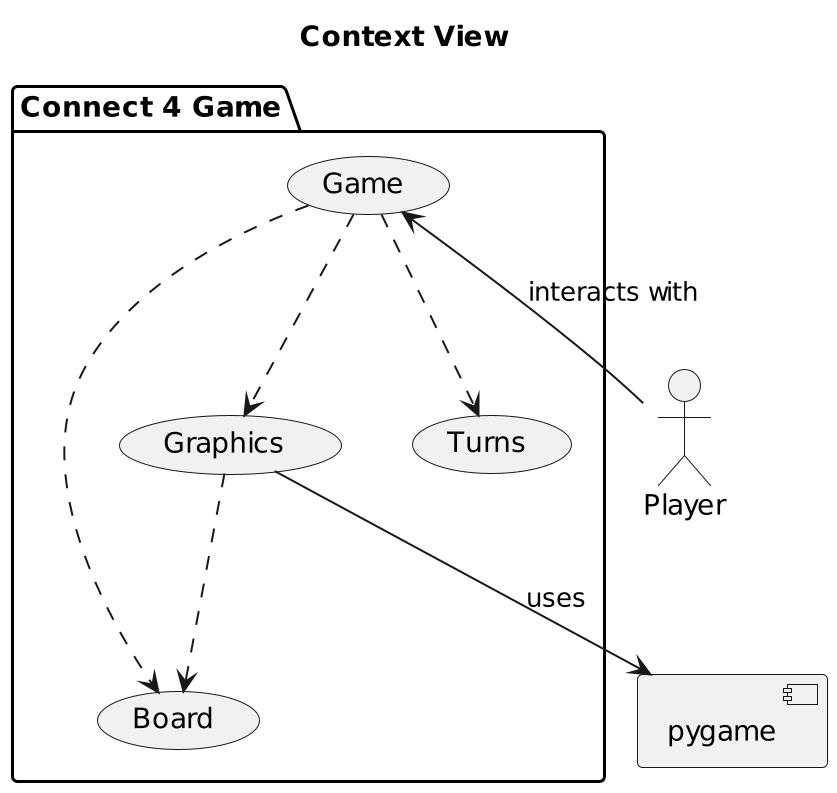 Context View
Connect 4 Game
Game
interacts with
Graphics
Turns
Player
uses
Board
pygame